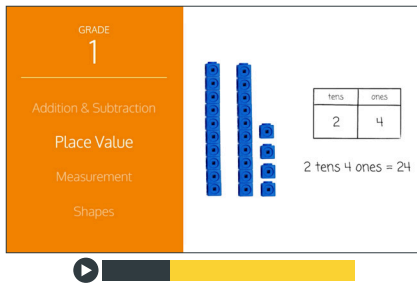 GRADE
1
Addition & Subtraction
Place Value
Measurement
Shapes
tens ones
2 4
2 tens 4 ones = 24